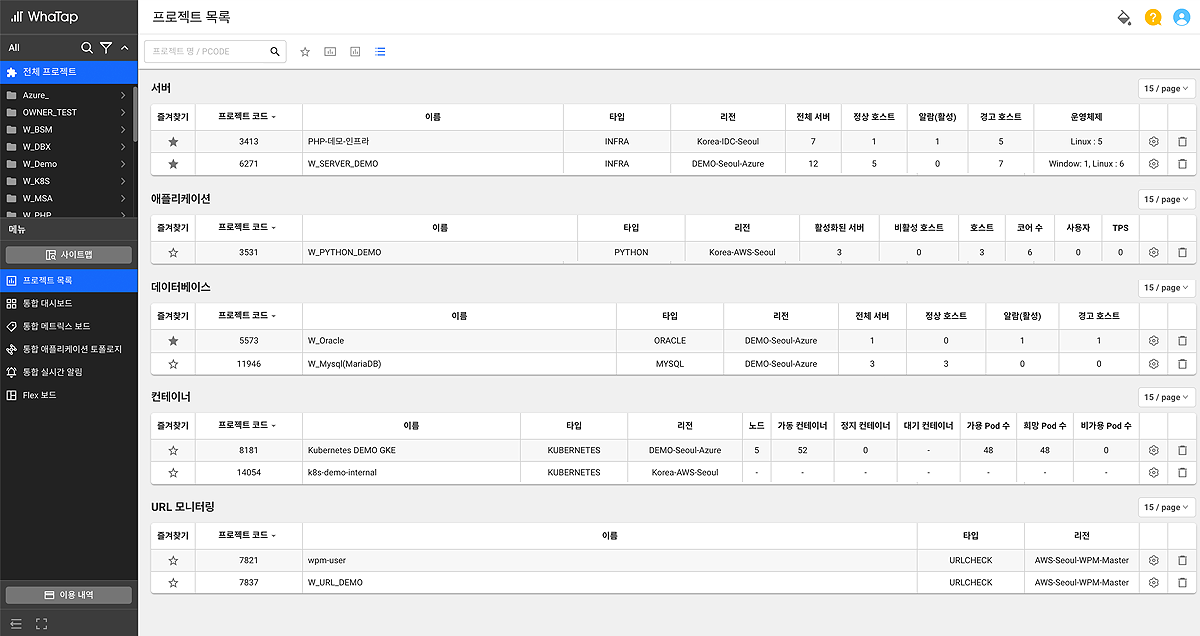 WhaTap
All
전체 프로젝트
Azure_
OWNER_TEST
W_BSM
W_DBX
W_Demo
W_K8S
W_MSA
W_PHP
메뉴
사이트맵
프로젝트 목록
통합 대시보드
통합 메트릭스 보드
통합 애플리케이션 토폴로지
통합 실시간 알림
Flex 보드
이용 내역
프로젝트 목록
?
프로젝트 명 / PCODE
서버 15 / page
즐겨찾기 프로젝트 코드 이름 타입 리전 전체 서버 정상 호스트 알람(활성) 경고 호스트 운영체제
3413 PHP-데모-인프라 INFRA Korea-IDC-Seoul 7 1 1 5 Linux : 5
6271 W_SERVER_DEMO INFRA DEMO-Seoul-Azure 12 5 0 7 Window: 1, Linux : 6
애플리케이션 15 / page
즐겨찾기 프로젝트 코드 이름 타입 리전 활성화된 서버 비활성 호스트 호스트 코어 수 사용자 TPS
3531 W_PYTHON_DEMO PYTHON Korea-AWS-Seoul 3 0 3 6 0 0
데이터베이스 15 / page
즐겨찾기 프로젝트 코드 이름 타입 리전 전체 서버 정상 호스트 알람(활성) 경고 호스트
5573 W_Oracle ORACLE DEMO-Seoul-Azure 1 0 1 1
11946 W_Mysql(MariaDB) MYSQL DEMO-Seoul-Azure 3 3 0 0
컨테이너 15 / page
즐겨찾기 프로젝트 코드 이름 타입 리전 노드 가동 컨테이너 정지 컨테이너 대기 컨테이너 가용 Pod 수 희망 Pod 수 비가용 Pod 수
8181 Kubernetes DEMO GKE KUBERNETES DEMO-Seoul-Azure 5 52 0 - 48 48 0
14054 k8s-demo-internal KUBERNETES Korea-AWS-Seoul - - - - - - -
URL 모니터링 15 / page
즐겨찾기 프로젝트 코드 이름 타입 리전
7821 wpm-user URLCHECK AWS-Seoul-WPM-Master
7837 W_URL_DEMO URLCHECK AWS-Seoul-WPM-Master